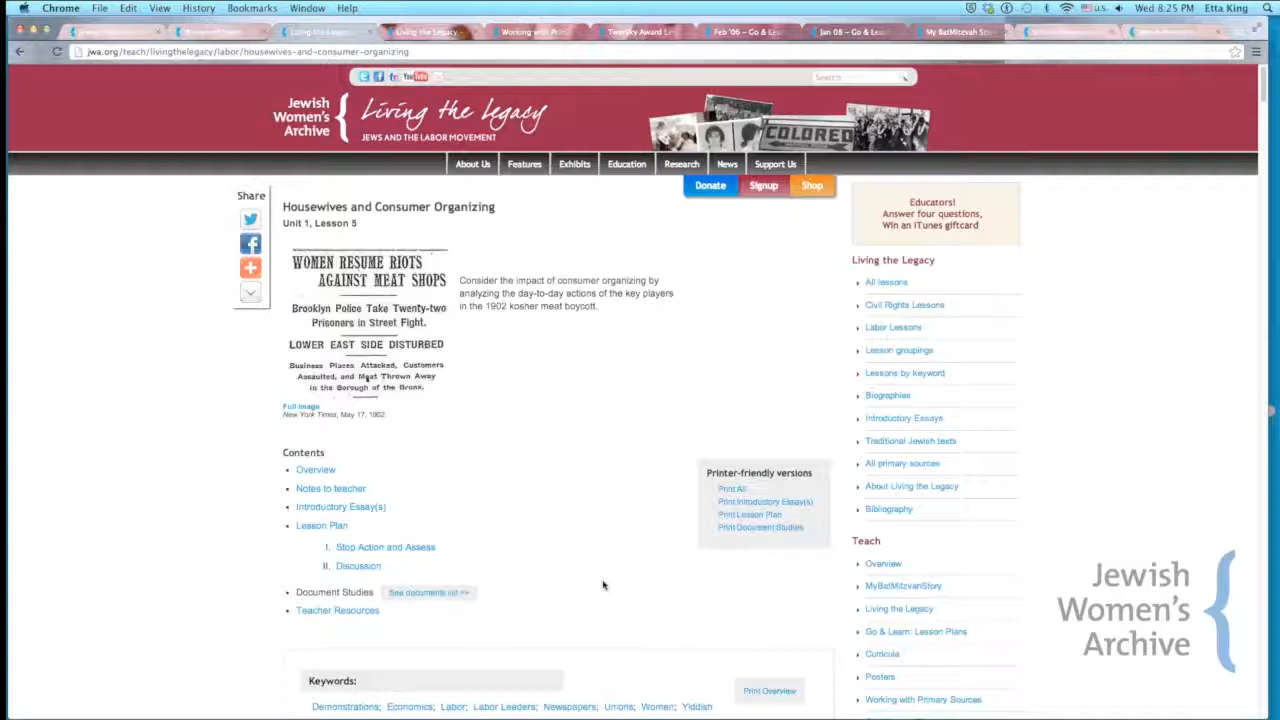 Chrome File Edit View History Bookmarks Window Help
U.S. Wed 8:25 PM Etta King
Living the Legacy
Working with Prim
Twersky Award
Feb '06 – Go & Lea
Jan 08 – Go & Lea
My BatMitzvah Stor
jwa.org/teach/livingthelegacy/labor/housewives-and-consumer-organizing
YouTube
Search
Jewish
Women's
Archive
Living the Legacy
JEWS AND THE LABOR MOVEMENT
COLORED
About Us Features Exhibits Education Research News Support Us
Donate Signup Shop
Share
Housewives and Consumer Organizing
Unit 1, Lesson 5
WOMEN RESUME RIOTS
AGAINST MEAT SHOPS
Brooklyn Police Take Twenty-two
Prisoners in Street Fight.
LOWER EAST SIDE DISTURBED
Business Places Attacked, Customers
Assaulted, and Meat Thrown Away
in the Borough of the Bronx.
Full Image
New York Times, May 17, 1902.
Consider the impact of consumer organizing by
analyzing the day-to-day actions of the key players
in the 1902 kosher meat boycott.
Contents
Overview
Notes to teacher
Introductory Essay(s)
Lesson Plan
I. Stop Action and Assess
II. Discussion
Document Studies See documents list >>
Teacher Resources
Printer-friendly versions
Print All
Print Introductory Essay(s)
Print Lesson Plan
Print Document Studies
Keywords:
Print Overview
Demonstrations; Economics; Labor; Labor Leaders; Newspapers; Unions; Women; Yiddish
Educators!
Answer four questions,
Win an iTunes giftcard
Living the Legacy
All lessons
Civil Rights Lessons
Labor Lessons
Lesson groupings
Lessons by keyword
Biographies
Introductory Essays
Traditional Jewish texts
All primary sources
About Living the Legacy
Bibliography
Teach
Overview
MyBatMitzvahStory
Living the Legacy
Go & Learn: Lesson Plans
Curricula
Posters
Working with Primary Sources
Jewish
Women's
Archive